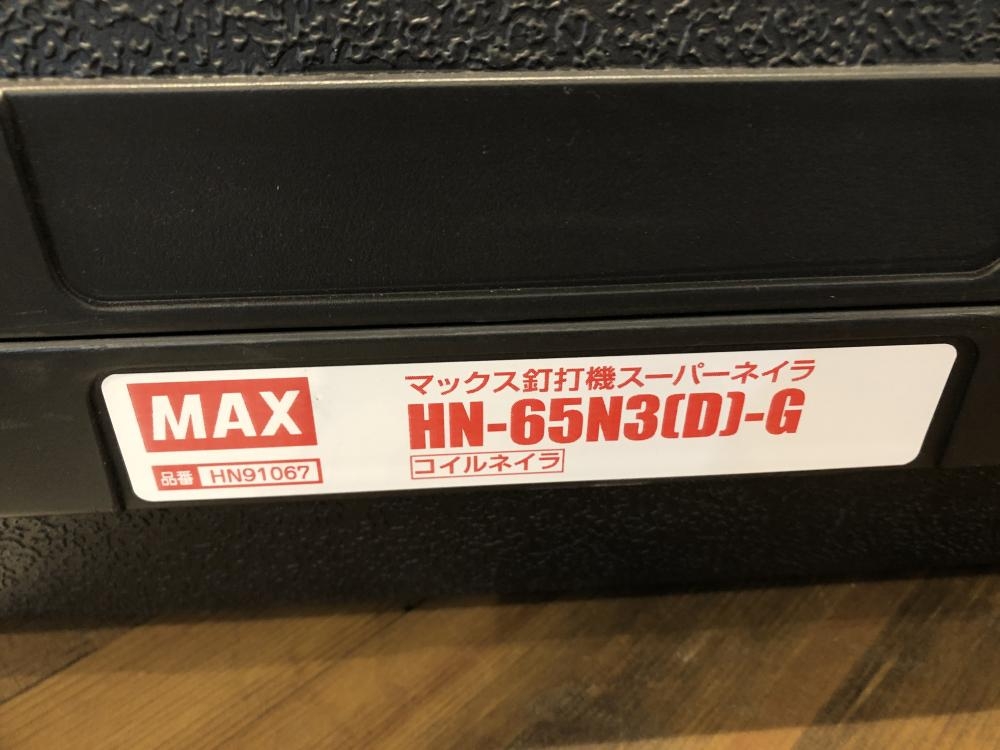 MAX
品番 HN91067
マックス釘打機スーパーネイラ
HN-65N3(D)-G
コイルネイラ